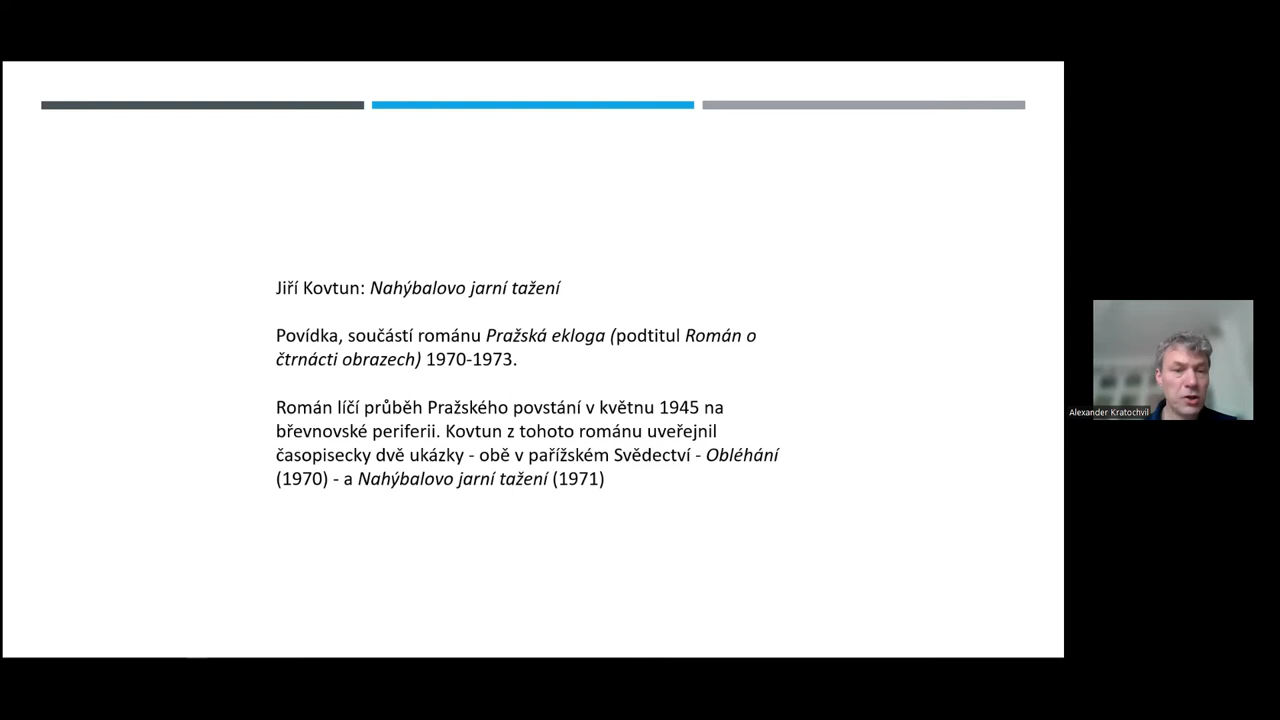 Jiří Kovtun: Nahýbalovo jarní tažení
Povídka, součástí románu Pražská ekloga (podtitul Román o
čtrnácti obrazech) 1970-1973.
Román líčí průběh Pražského povstání v květnu 1945 na
břevnovské periferii. Kovtun z tohoto románu uveřejnil
časopisecky dvě ukázky - obě v pařížském Svědectví - Obléhání
(1970) - a Nahýbalovo jarní tažení (1971)
Alexander Kratochvil